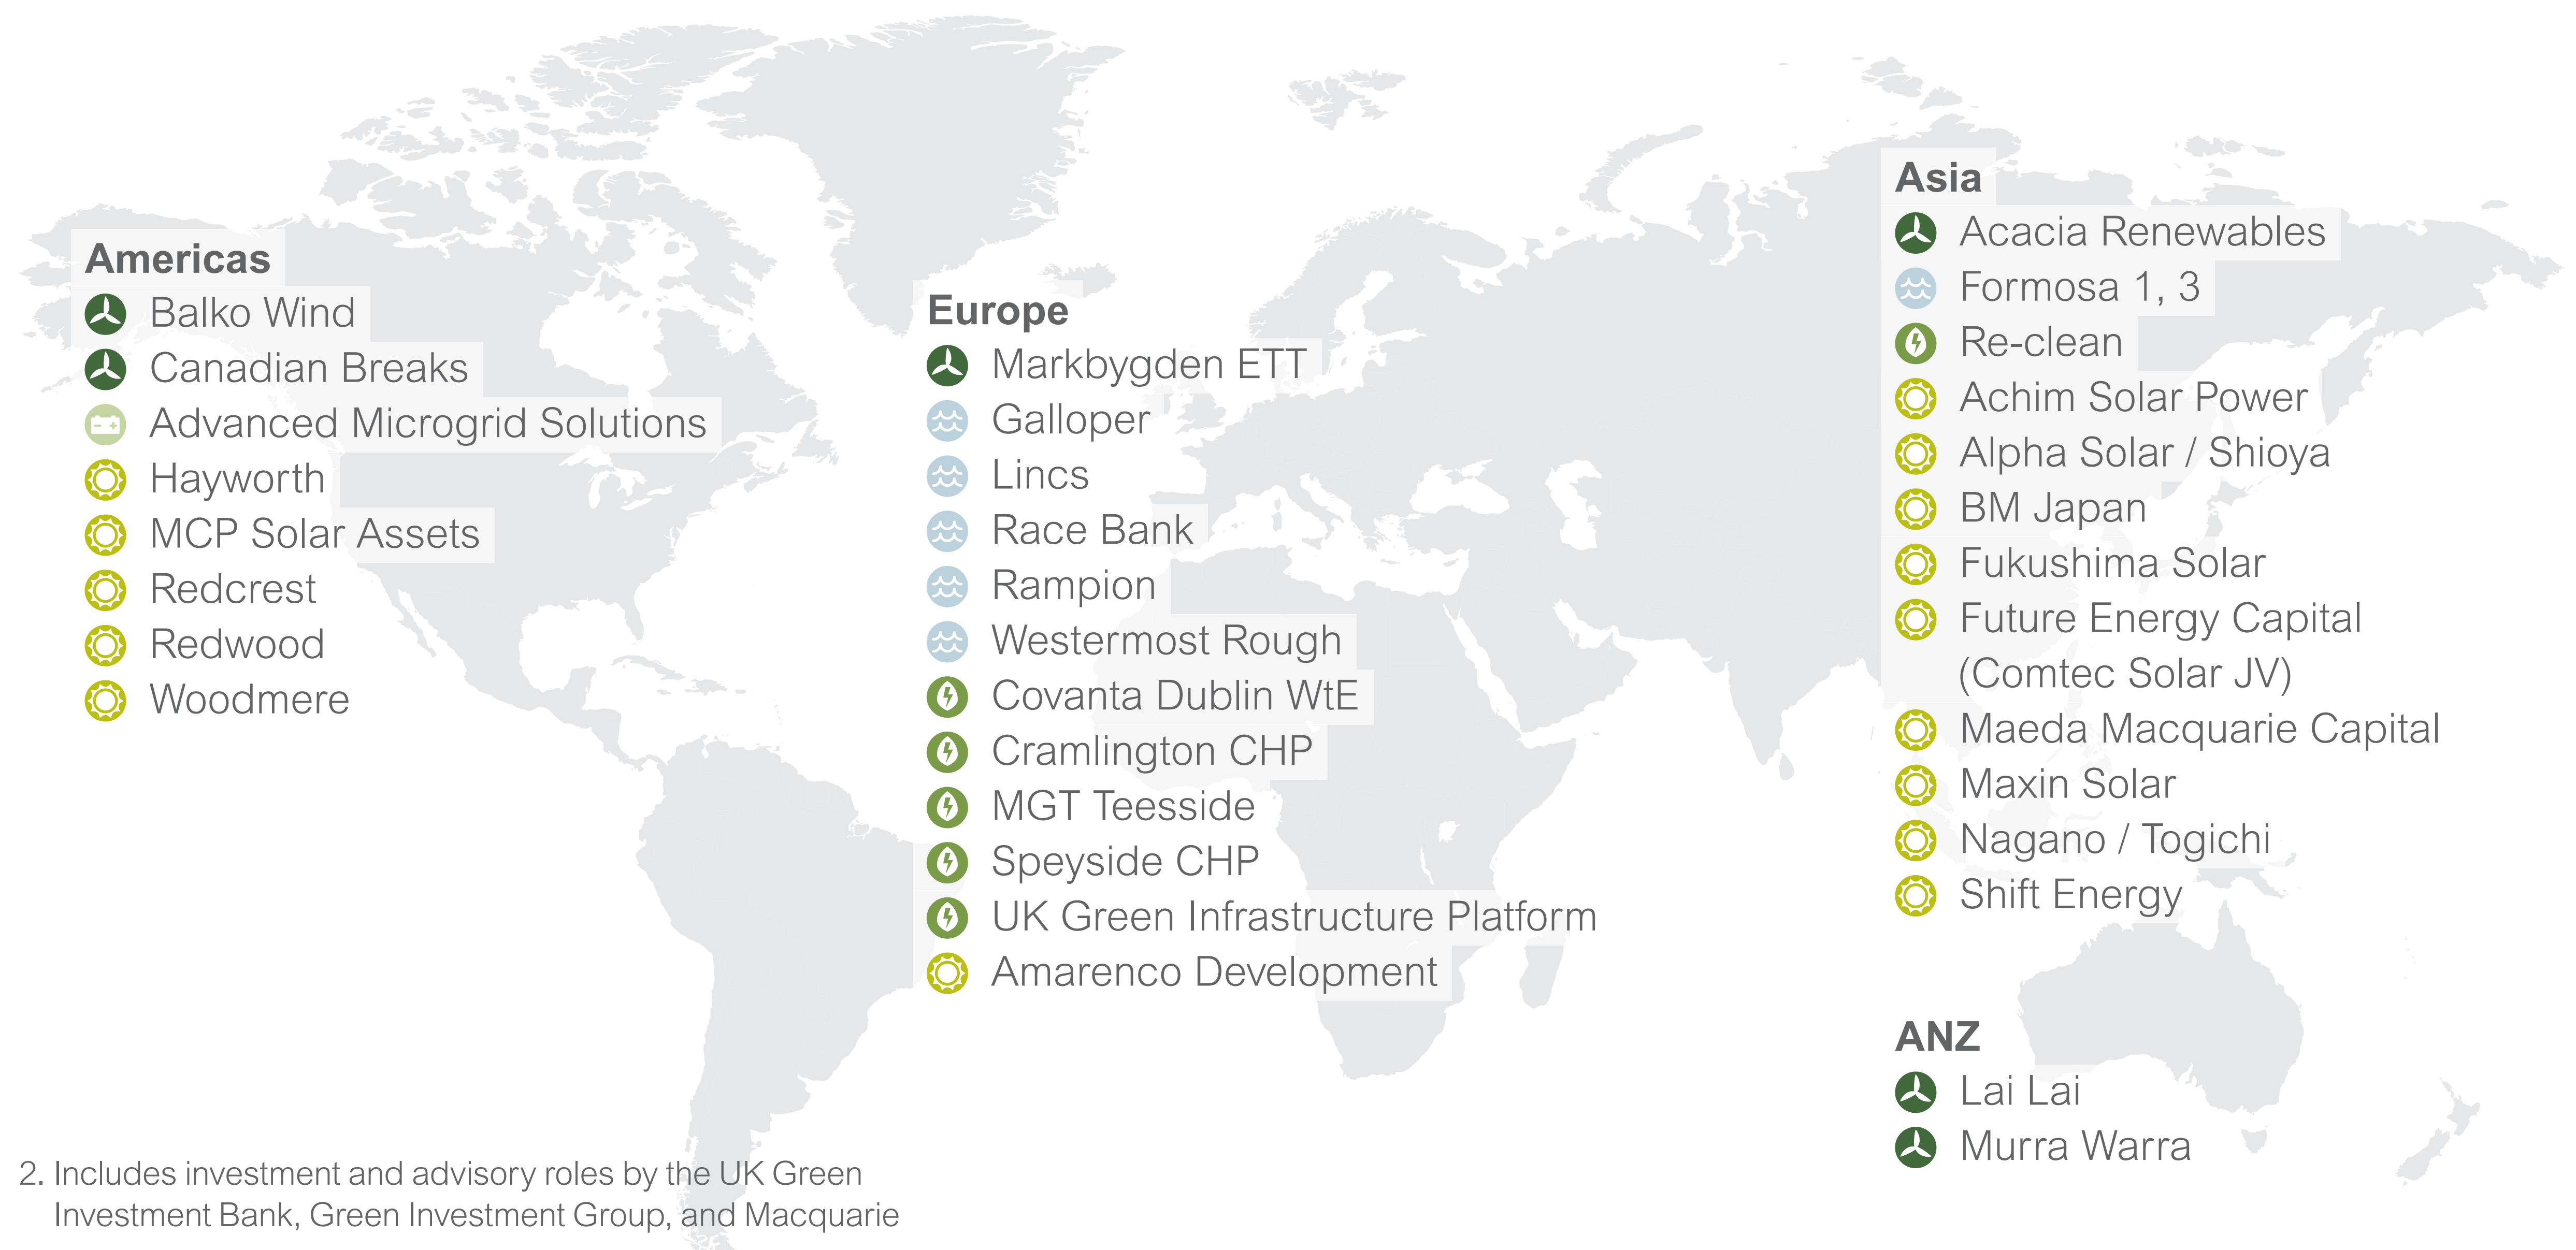 Americas
Balko Wind
Canadian Breaks
Advanced Microgrid Solutions
Hayworth
MCP Solar Assets
Redcrest
Redwood
Woodmere
Europe
Markbygden ETT
Galloper
Lincs
Race Bank
Rampion
Westermost Rough
Covanta Dublin WtE
Cramlington CHP
MGT Teesside
Speyside CHP
UK Green Infrastructure Platform
Amarenco Development
Asia
Acacia Renewables
Formosa 1, 3
Re-clean
Achim Solar Power
Alpha Solar / Shioya
BM Japan
Fukushima Solar
Future Energy Capital
(Comtec Solar JV)
Maeda Macquarie Capital
Maxin Solar
Nagano / Togichi
Shift Energy
ANZ
Lai Lai
Murra Warra
2. Includes investment and advisory roles by the UK Green
Investment Bank, Green Investment Group, and Macquarie